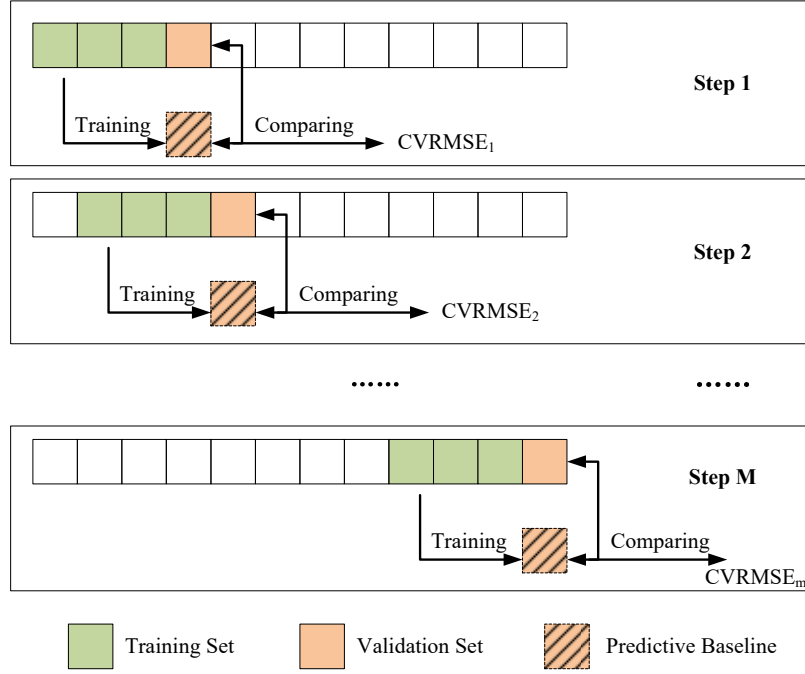 Step 1
Training
Comparing
CVRMSE₁
Step 2
Training
Comparing
CVRMSE₂
......
......
Step M
Training
Comparing
CVRMSEₘ
Training Set
Validation Set
Predictive Baseline